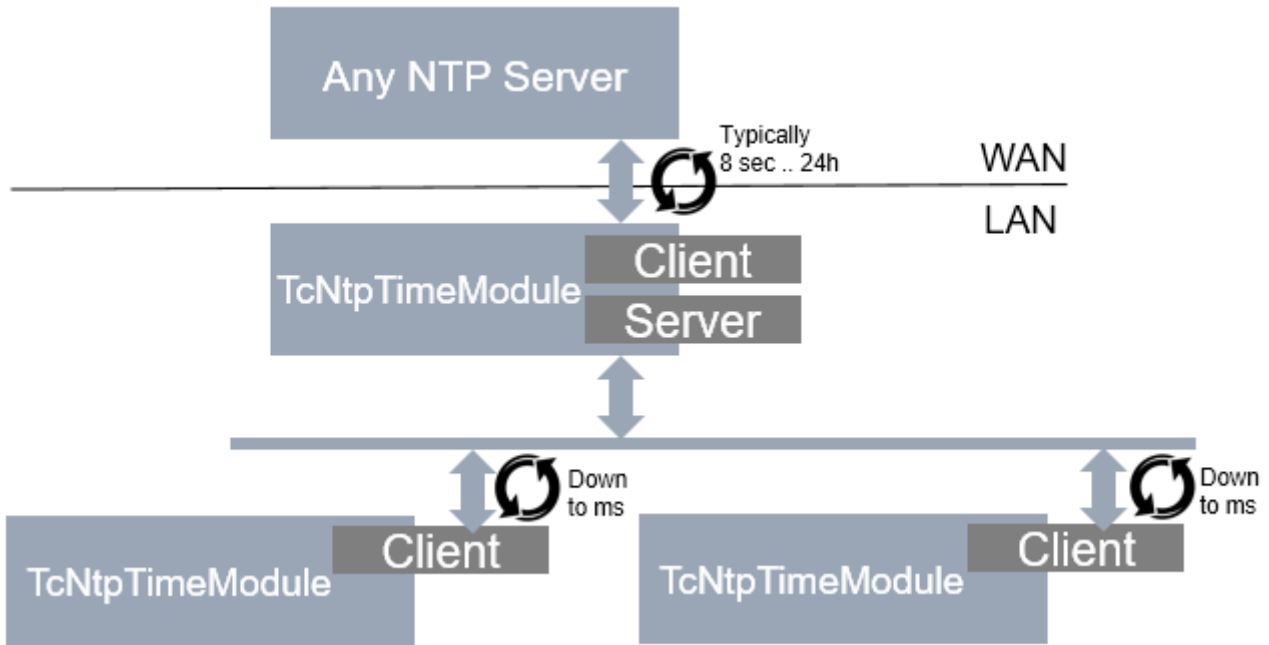 Any NTP Server
Typically
8 sec .. 24h
WAN
LAN
Client
TcNtpTimeModule
Server
Down
to ms
Down
to ms
Client
TcNtpTimeModule
Client
TcNtpTimeModule